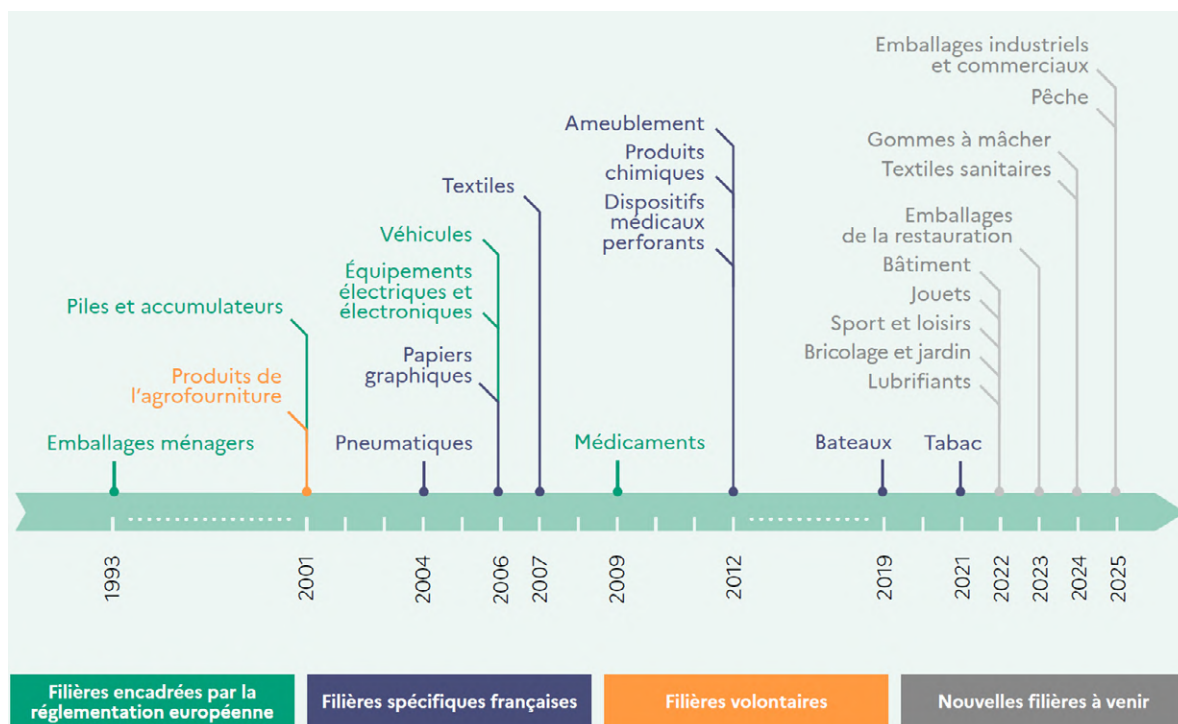 Emballages industriels
et commerciaux
Pêche
Ameublement
Produits
chimiques
Gommes à mâcher
Textiles sanitaires
Textiles
Dispositifs
médicaux
perforants
Emballages
de la restauration
Véhicules
Bâtiment
Équipements
électriques et
électroniques
Jouets
Piles et accumulateurs
Sport et loisirs
Papiers
graphiques
Bricolage et jardin
Produits de
l'agrofourniture
Lubrifiants
Emballages ménagers
Pneumatiques
Médicaments
Bateaux
Tabac
1993
2001
2004
2006
2007
2009
2012
2019
2021
2022
2023
2024
2025
Filières encadrées par la
réglementation européenne
Filières spécifiques françaises
Filières volontaires
Nouvelles filières à venir